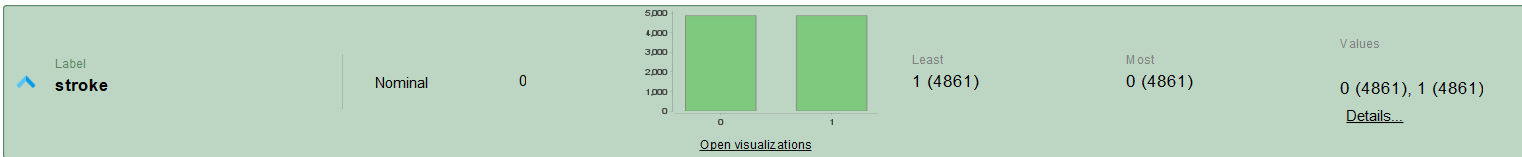 Label
stroke
Nominal
0
5,000
4,000
3,000
2,000
1,000
0
0
1
Open visualizations
Least
1 (4861)
Most
0 (4861)
Values
0 (4861), 1 (4861)
Details...